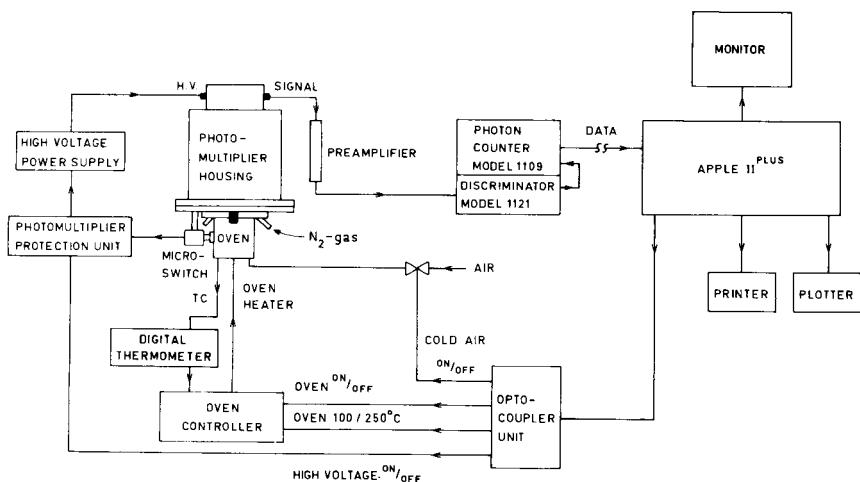 MONITOR
H.V.
SIGNAL
HIGH VOLTAGE
POWER SUPPLY
PHOTO-
MULTIPLIER
HOUSING
PREAMPLIFIER
PHOTON
COUNTER
MODEL 1109
DISCRIMINATOR
MODEL 1121
DATA
APPLE II PLUS
PHOTOMULTIPLIER
PROTECTION UNIT
OVEN
N2-gas
MICRO-
SWITCH
TC
OVEN
HEATER
AIR
PRINTER
PLOTTER
DIGITAL
THERMOMETER
COLD AIR
ON/OFF
OVEN ON/OFF
OVEN 100 / 250°C
OVEN
CONTROLLER
OPTO-
COUPLER
UNIT
HIGH VOLTAGE ON/OFF